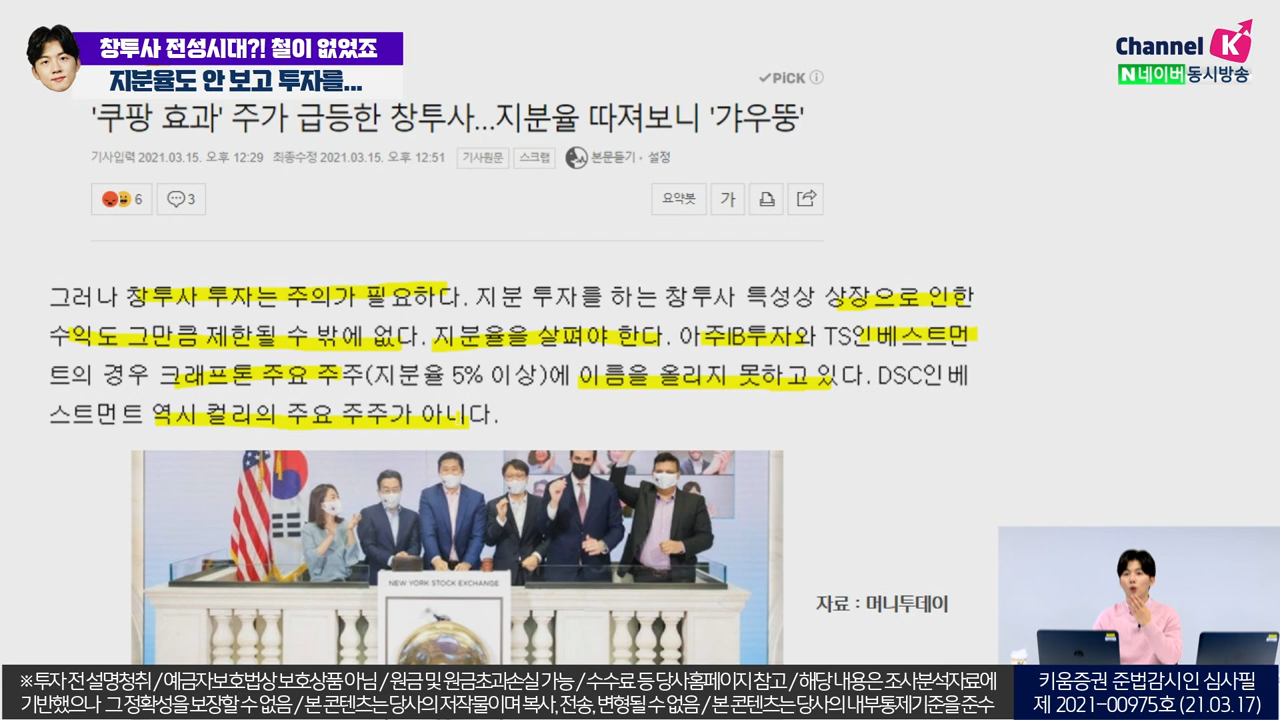 창투사 전성시대?! 철이 없었죠
지분율도 안 보고 투자를...
Channel K
N 네이버 동시방송
PiCK
'쿠팡 효과' 주가 급등한 창투사...지분율 따져보니 '갸우뚱'
기사입력 2021.03.15. 오후 12:29 최종수정 2021.03.15. 오후 12:51 기사원문 스크랩 본문듣기 · 설정
6 3 요약봇 가
그러나 창투사 투자는 주의가 필요하다. 지분 투자를 하는 창투사 특성상 상장으로 인한
수익도 그만큼 제한될 수 밖에 없다. 지분율을 살펴야 한다. 아주IB투자와 TS인베스트먼
트의 경우 크래프톤 주요 주주(지분율 5% 이상)에 이름을 올리지 못하고 있다. DSC인베
스트먼트 역시 컬리의 주요 주주가 아니다.
NEW YORK STOCK EXCHANGE
자료 : 머니투데이
※ 투자 전 설명청취 / 예금자보호법상 보호상품 아님 / 원금 및 원금초과손실 가능 / 수수료 등 당사홈페이지 참고 / 해당 내용은 조사분석자료에
기반했으나 그 정확성을 보장할 수 없음 / 본 콘텐츠는 당사의 저작물이며 복사, 전송, 변형될 수 없음 / 본 콘텐츠는 당사의 내부통제기준을 준수
키움증권 준법감시인 심사필
제 2021-00975호 (21.03.17)